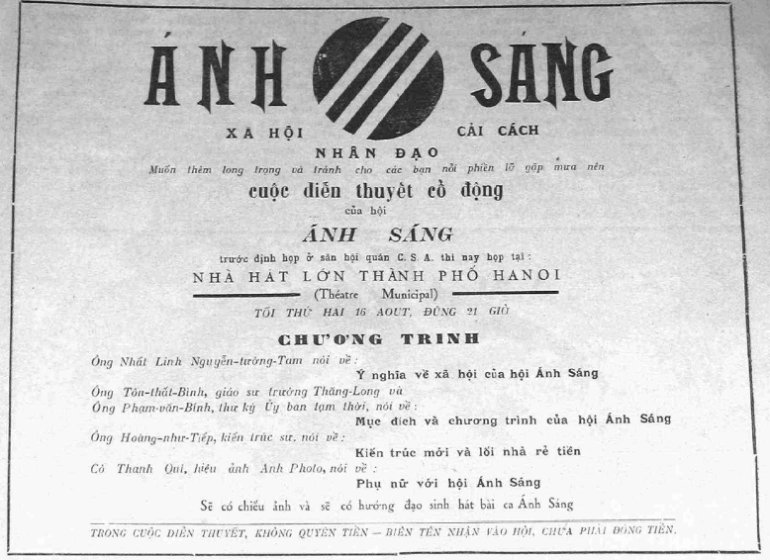 ÁNH SÁNG
XA HỘI CẢI CÁCH
NHÂN ĐẠO
Muốn thêm long trọng và tránh cho các bạn nỗi phiền lỡ gặp mưa nên
cuộc diễn thuyết cổ động
của hội
ÁNH SÁNG
trước định họp ở sân hội quán C. S. A. thì nay họp tại :
NHÀ HÁT LỚN THÀNH PHỐ HANOI
(Théatre Municipal)
TỐI THỨ HAI 16 AOUT, ĐÚNG 21 GIỜ
CHƯƠNG TRINH
Ông Nhất Linh Nguyễn-tường-Tam nói về :
Ý nghĩa về xã hội của hội Ánh Sáng
Ông Tôn-thất-Bình, giáo sư trường Thăng-Long và
Ông Phạm-văn-Bính, thư ký Ủy ban tạm thời, nói về :
Mục đích và chương trình của hội Ánh Sáng
Ông Hoàng-như-Tiếp, kiến trúc sư, nói về :
Kiến trúc mới và lối nhà rẻ tiền
Cô Thanh Quí, hiệu ảnh Anh Photo, nói về :
Phụ nữ với hội Ánh Sáng
Sẽ có chiếu ảnh và sẽ có hướng đạo sinh hát bài ca Ánh Sáng
TRONG CUỘC DIỄN THUYẾT, KHÔNG QUYÊN TIỀN — BIÊN TÊN NHẬN VÀO HỘI, CHƯA PHẢI ĐÓNG TIỀN.